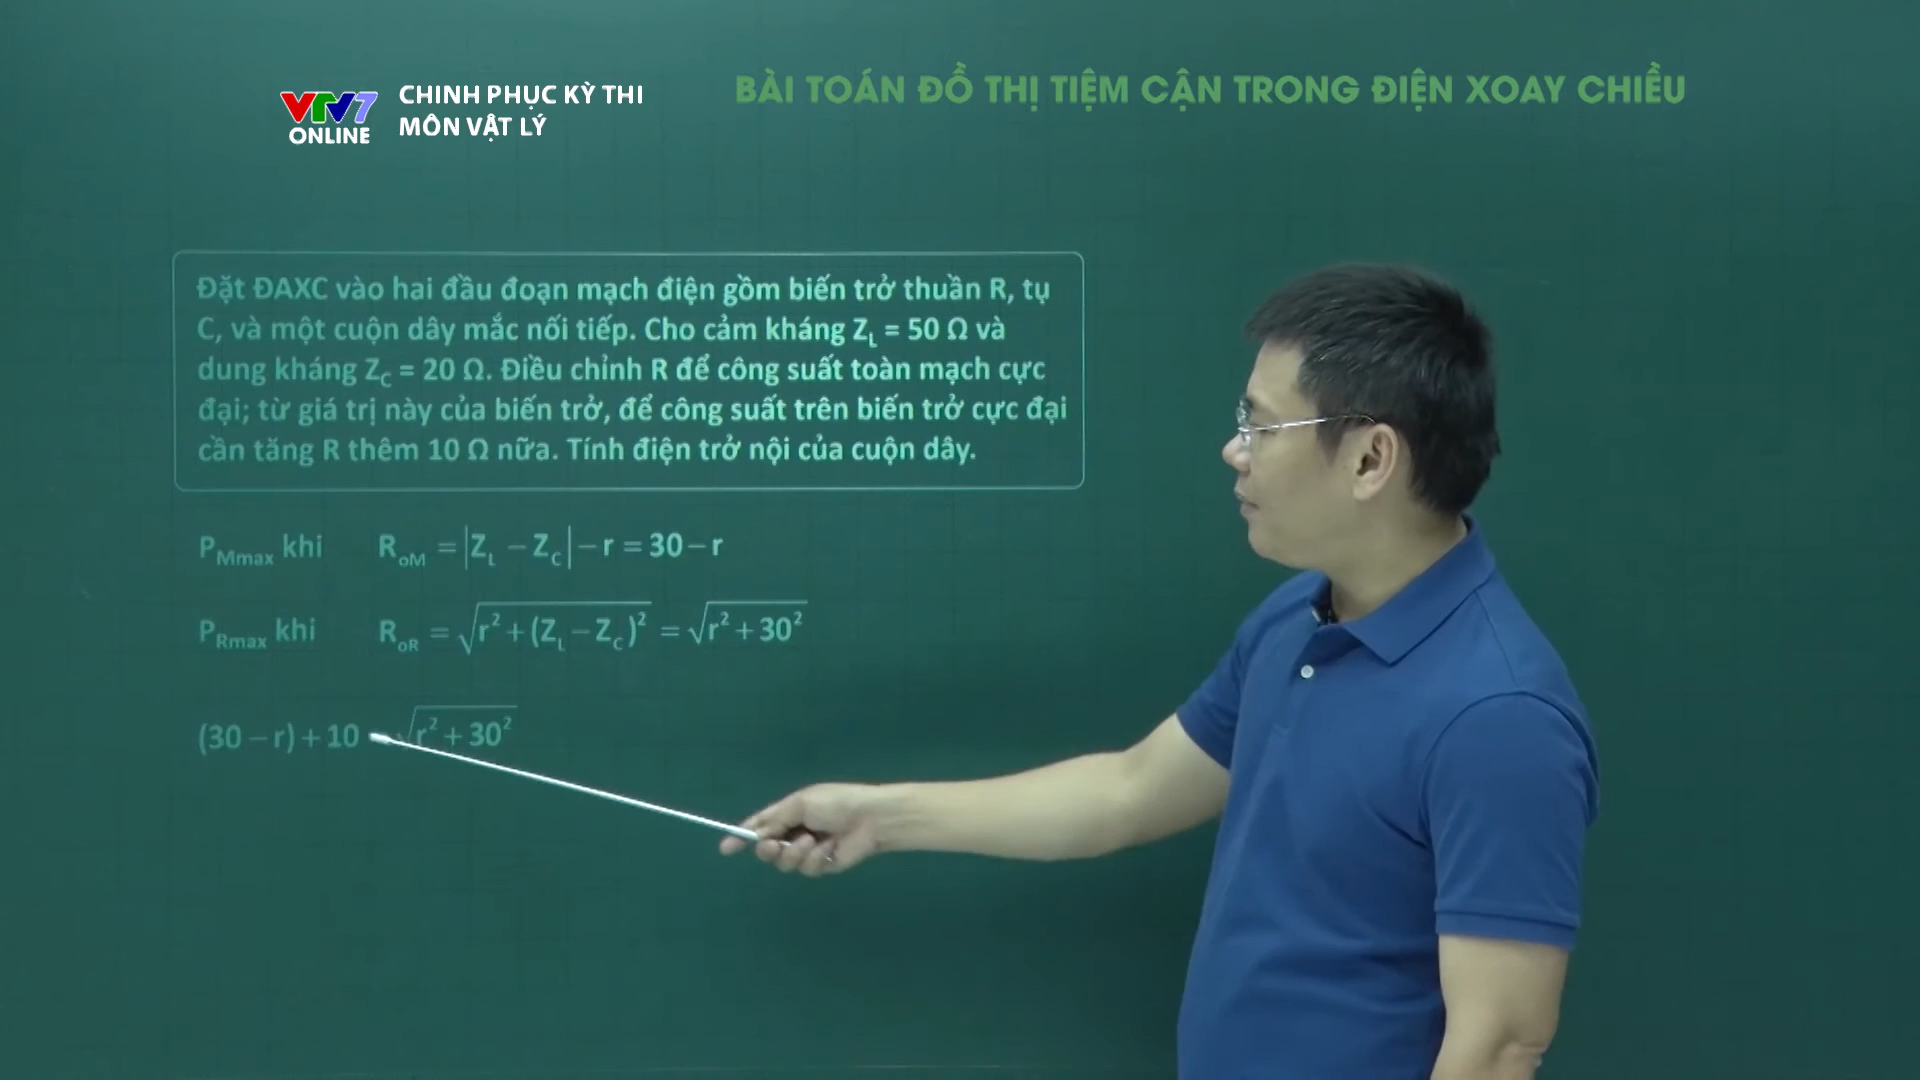 VTV7
ONLINE
CHINH PHỤC KỲ THI
MÔN VẬT LÝ
BÀI TOÁN ĐỒ THỊ TIỆM CẬN TRONG ĐIỆN XOAY CHIỀU
Đặt ĐAXC vào hai đầu đoạn mạch điện gồm biến trở thuần R, tụ
C, và một cuộn dây mắc nối tiếp. Cho cảm kháng Z_L = 50 Ω và
dung kháng Z_C = 20 Ω. Điều chỉnh R để công suất toàn mạch cực
đại; từ giá trị này của biến trở, để công suất trên biến trở cực đại
cần tăng R thêm 10 Ω nữa. Tính điện trở nội của cuộn dây.
P_Mmax khi R_oM = |Z_L − Z_C| − r = 30 − r
P_Rmax khi R_oR = √(r² + (Z_L − Z_C)²) = √(r² + 30²)
(30 − r) + 10 √(r² + 30²)